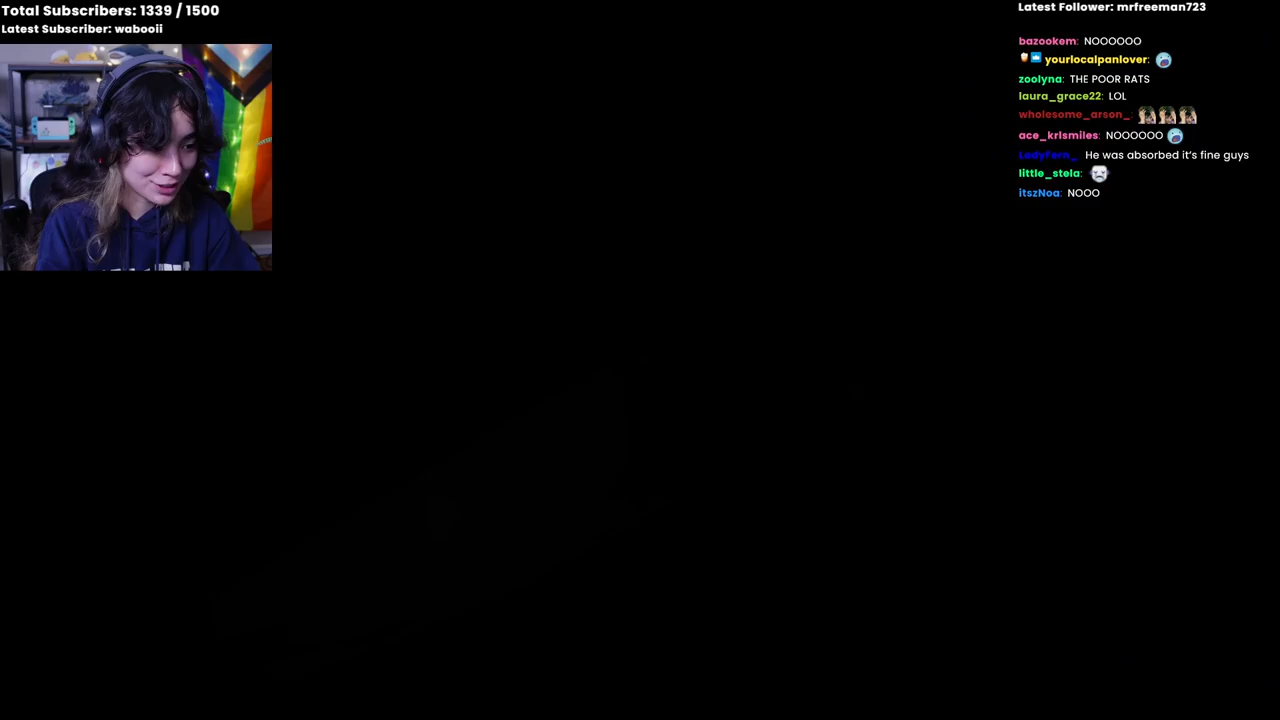 Total Subscribers: 1339 / 1500
Latest Subscriber: wabooii
Latest Follower: mrfreeman723
bazookem: NOOOOOO
yourlocalpanlover:
zoolyna: THE POOR RATS
laura_grace22: LOL
wholesome_arson_:
ace_krlsmiles: NOOOOOO
LadyFern_: He was absorbed it’s fine guys
little_stela:
itszNoa: NOOO